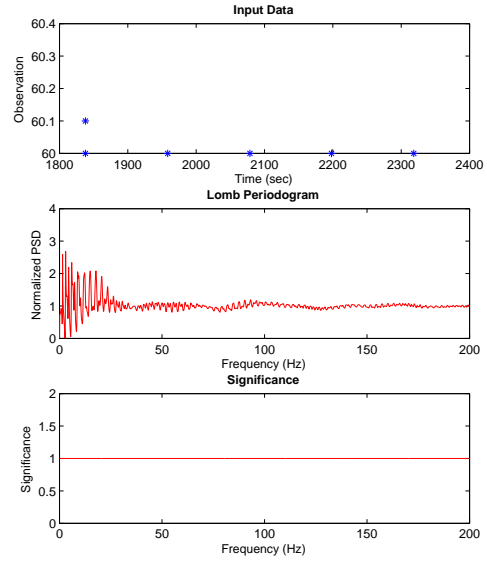 Input Data
60.4
60.3
60.2
60.1
60
Observation
1800 1900 2000 2100 2200 2300 2400
Time (sec)
Lomb Periodogram
4
3
2
1
0
Normalized PSD
0 50 100 150 200
Frequency (Hz)
Significance
2
1.5
1
0.5
0
Significance
0 50 100 150 200
Frequency (Hz)